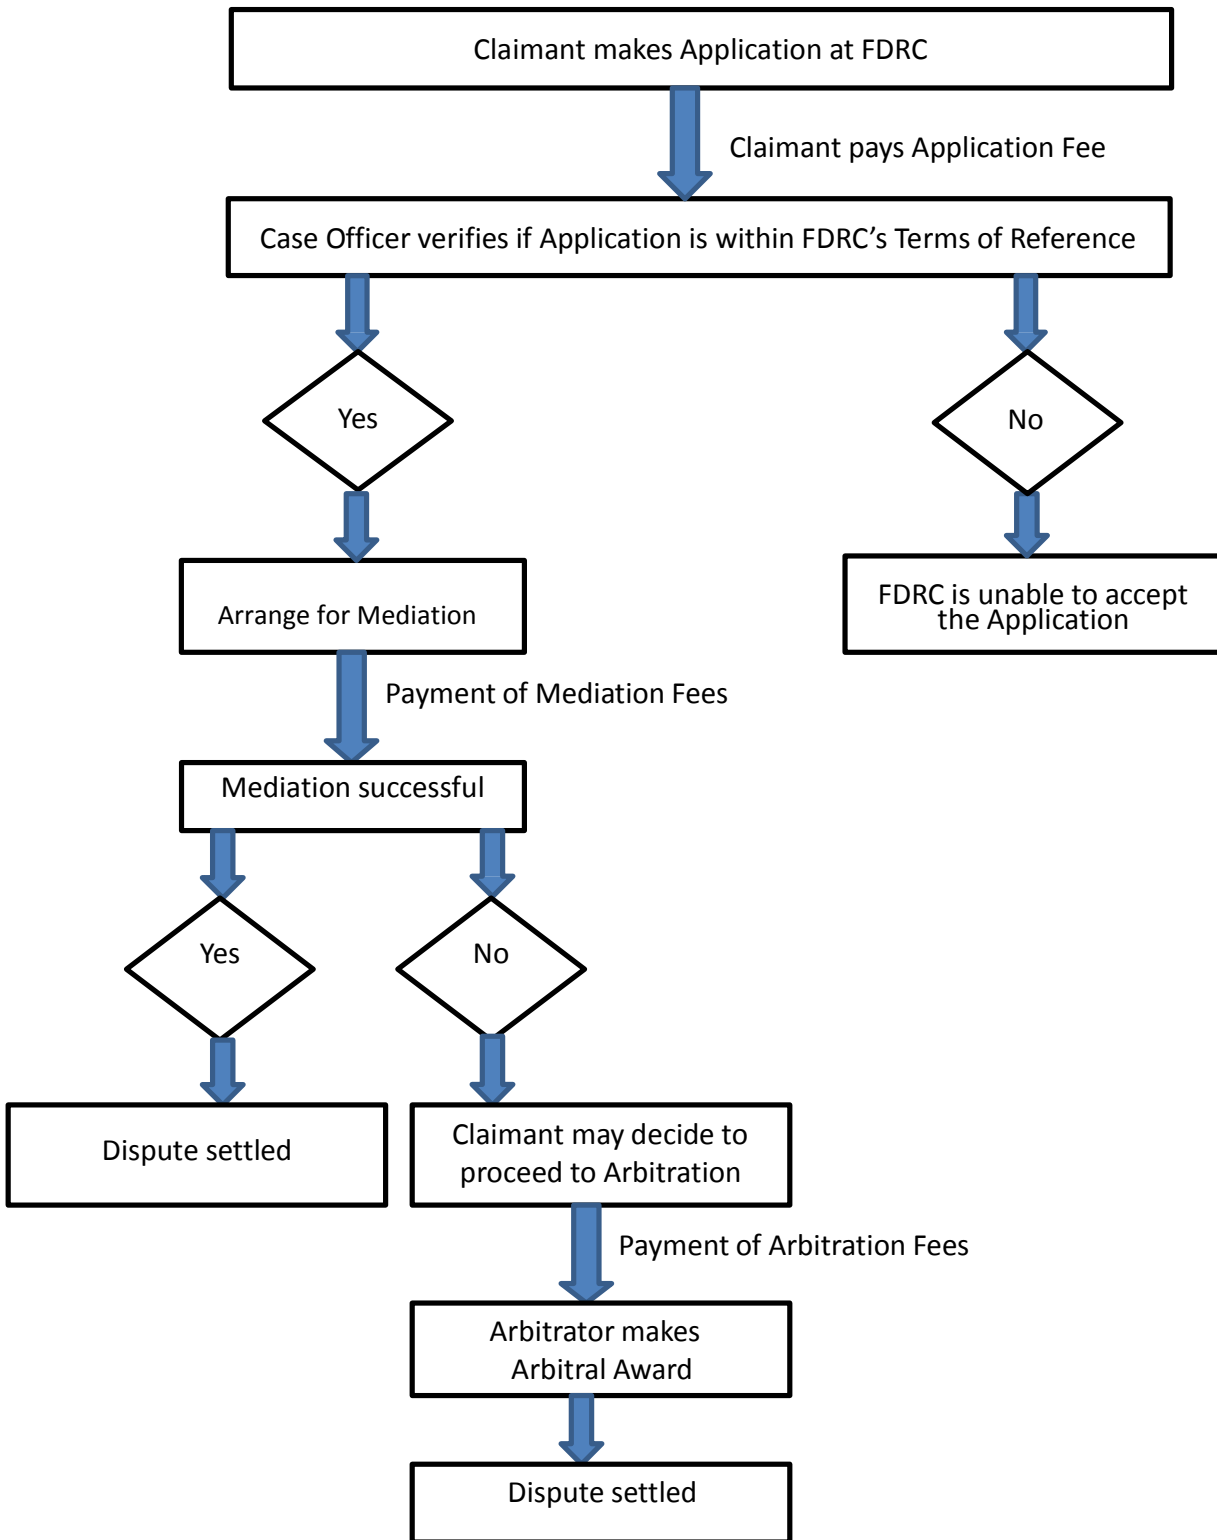 Claimant makes Application at FDRC
Claimant pays Application Fee
Case Officer verifies if Application is within FDRC’s Terms of Reference
Yes
No
Arrange for Mediation
FDRC is unable to accept
the Application
Payment of Mediation Fees
Mediation successful
Yes
No
Dispute settled
Claimant may decide to
proceed to Arbitration
Payment of Arbitration Fees
Arbitrator makes
Arbitral Award
Dispute settled